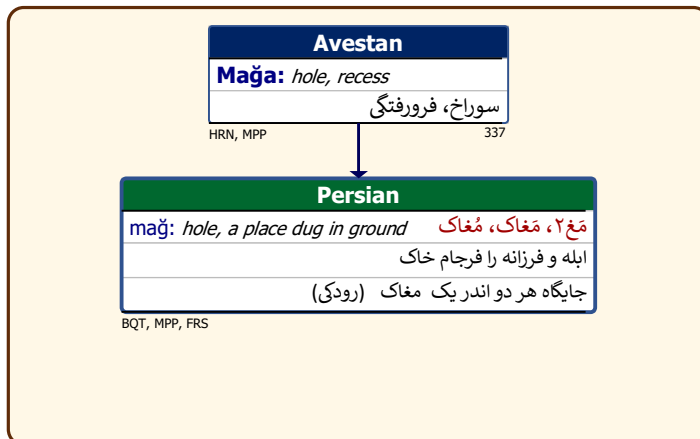 Avestan
Mağa: hole, recess
سوراخ، فرورفتگی
HRN, MPP 337
Persian
mağ: hole, a place dug in ground مَغ۲، مَغاک، مُغاک
ابله و فرزانه را فرجام خاک
جایگاه هر دو اندر یک مغاک (رودکی)
BQT, MPP, FRS